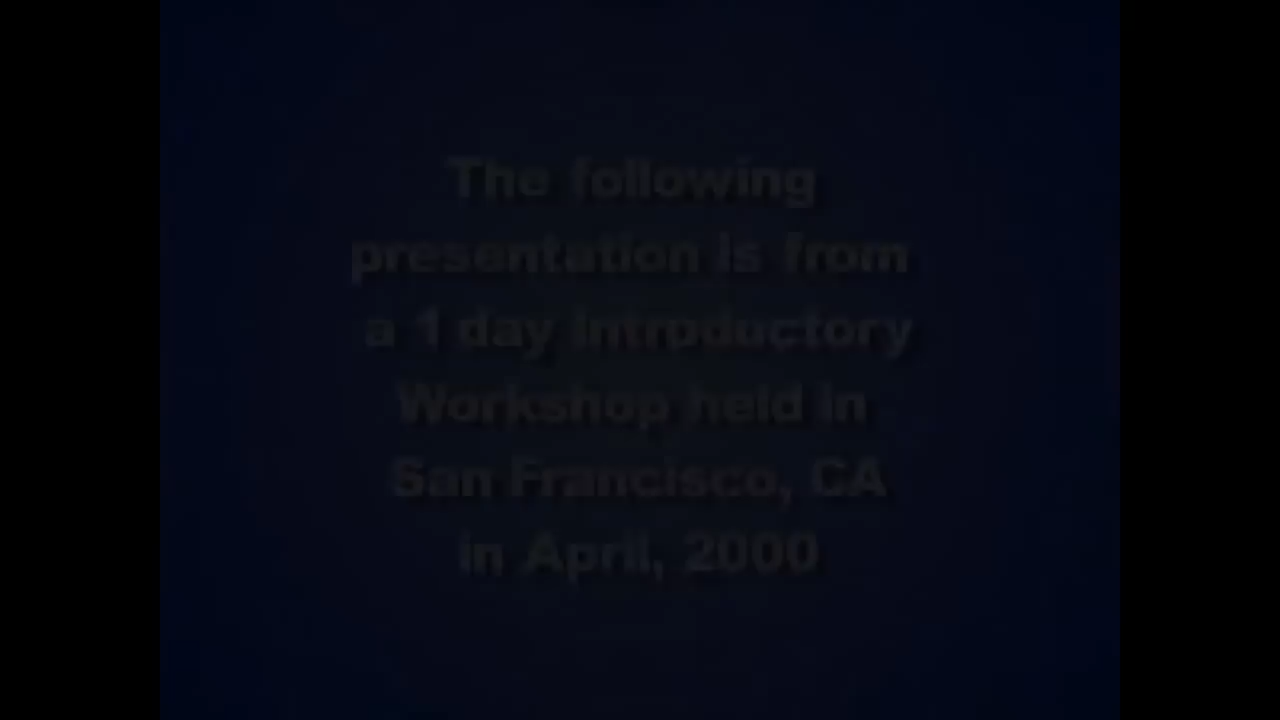 The following
presentation is from
a 1 day introductory
Workshop held in
San Francisco, CA
in April, 2000